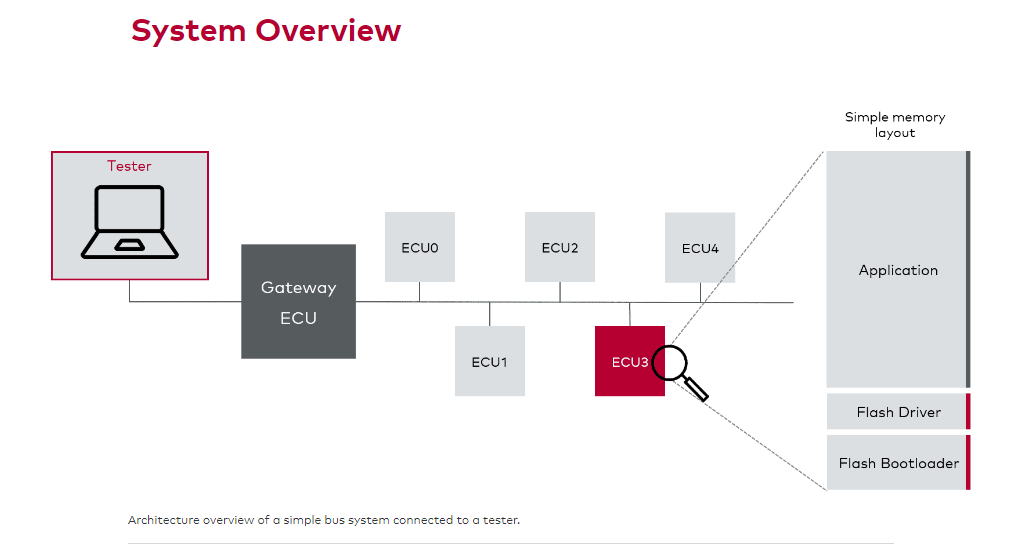 System Overview
Simple memory
layout
Tester
ECU0
ECU2
ECU4
Gateway
ECU
Application
ECU1
ECU3
Flash Driver
Flash Bootloader
Architecture overview of a simple bus system connected to a tester.